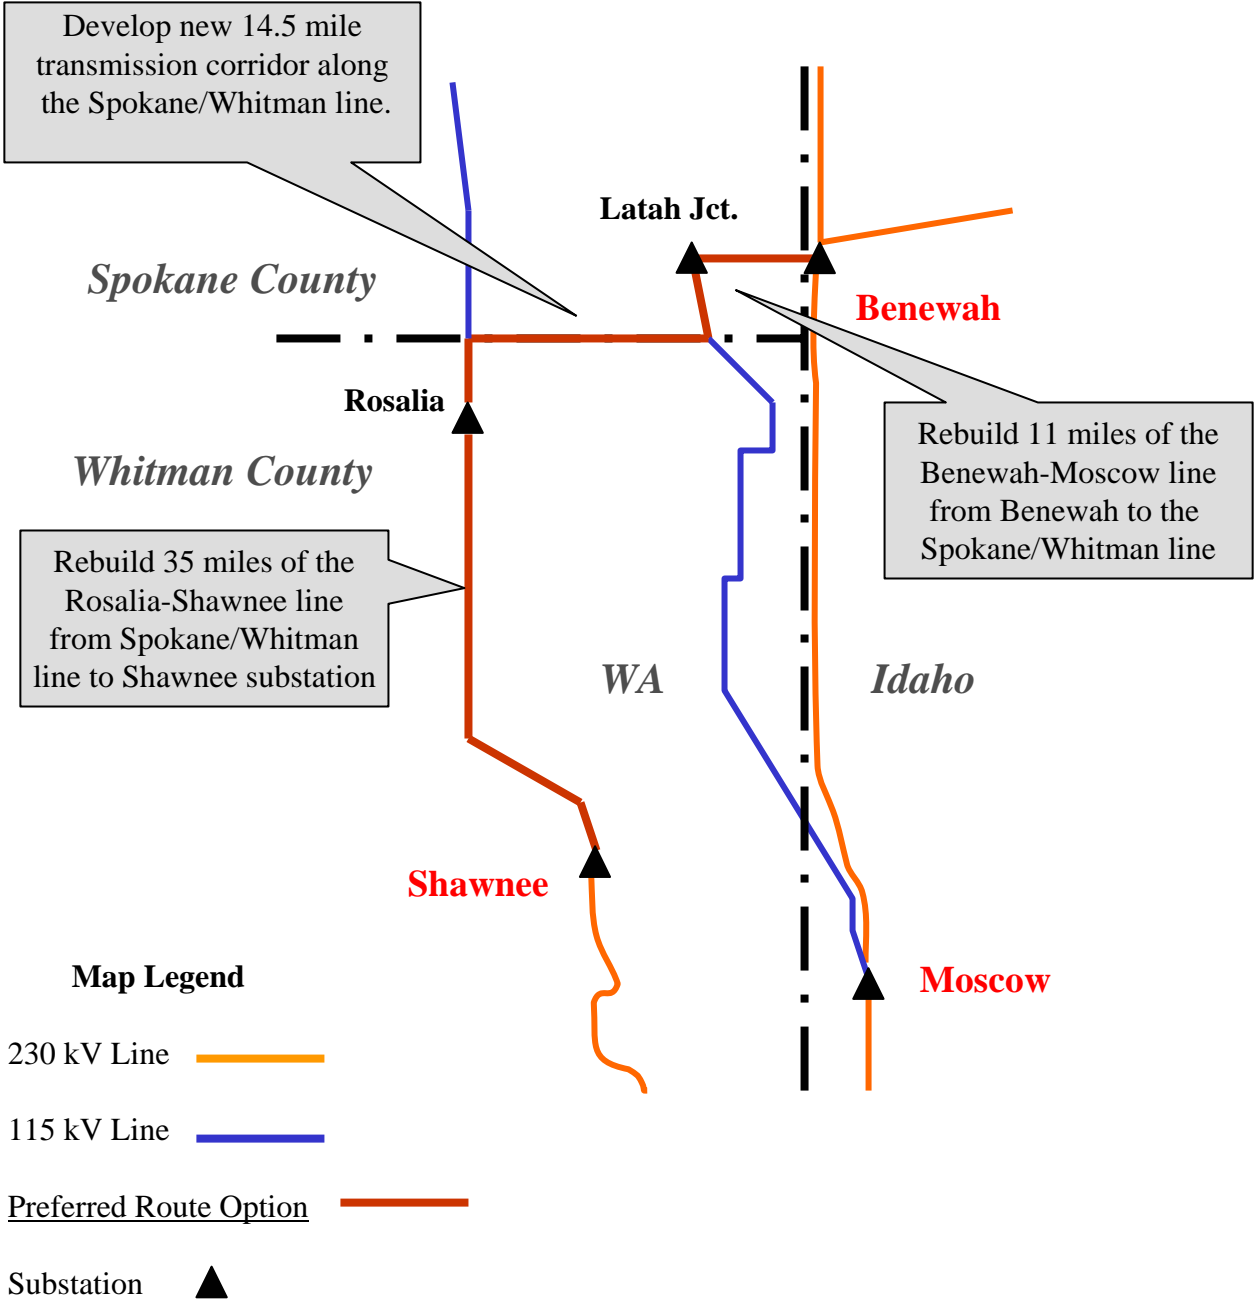 Develop new 14.5 mile
transmission corridor along
the Spokane/Whitman line.
Latah Jct.
Spokane County
Benewah
Rosalia
Whitman County
Rebuild 11 miles of the
Benewah-Moscow line
from Benewah to the
Spokane/Whitman line
Rebuild 35 miles of the
Rosalia-Shawnee line
from Spokane/Whitman
line to Shawnee substation
WA
Idaho
Shawnee
Moscow
Map Legend
230 kV Line
115 kV Line
Preferred Route Option
Substation